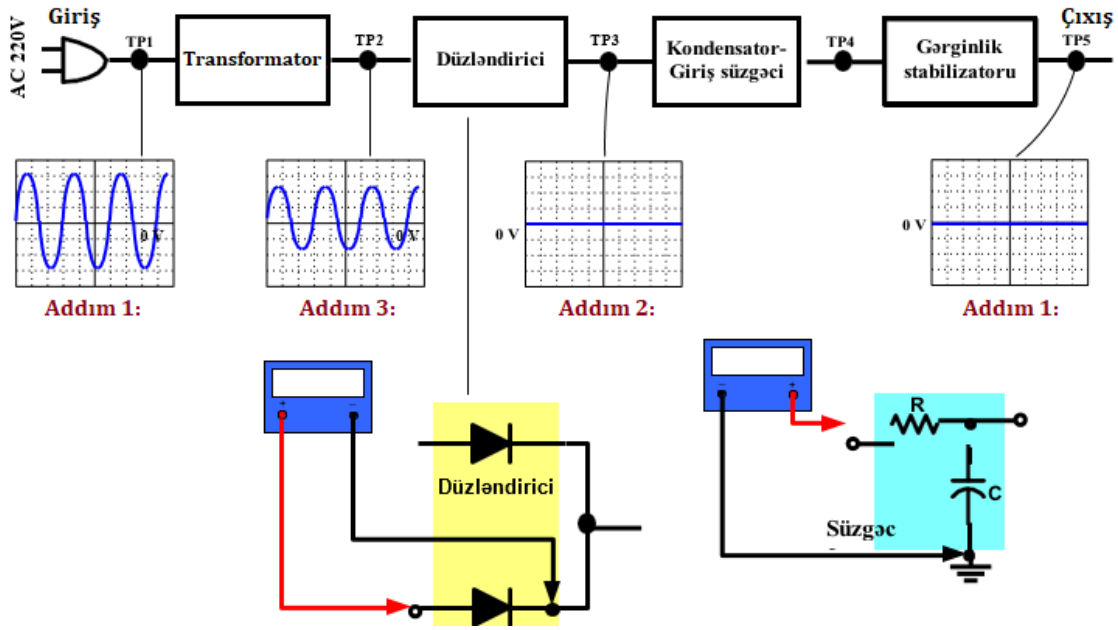 AC 220V
Giriş
TP1
Transformator
TP2
Düzləndirici
TP3
Kondensator-
Giriş süzgəci
TP4
Gərginlik
stabilizatoru
Çıxış
TP5
0 V
0 V
0 V
0 V
Addım 1:
Addım 3:
Addım 2:
Addım 1:
+
−
Düzləndirici
−
+
R
C
Süzgəc